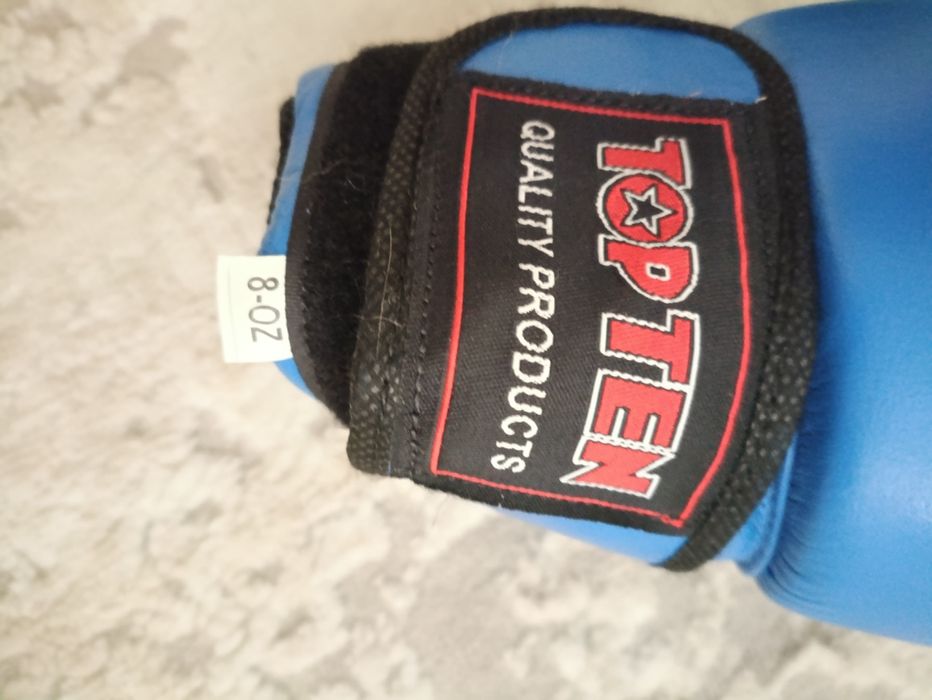 TOP TEN
QUALITY PRODUCTS
8-OZ